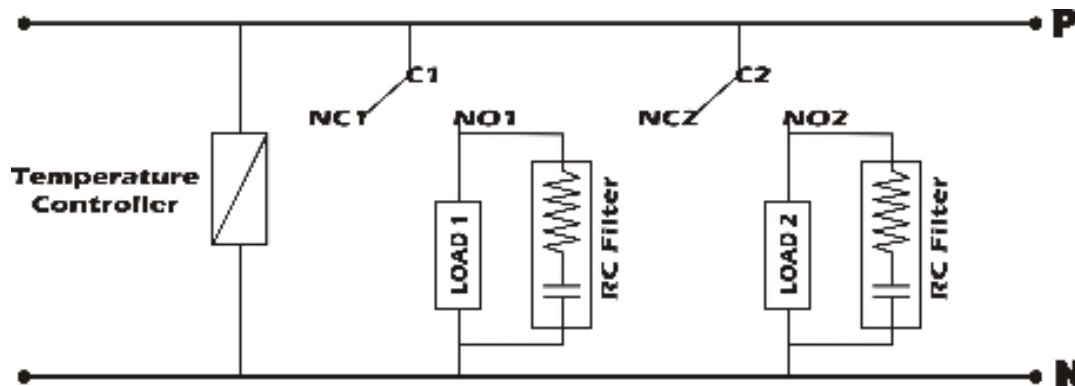 P
C1
C2
NC1
NO1
NC2
NO2
Temperature
Controller
LOAD 1
RC Filter
LOAD 2
RC Filter
N